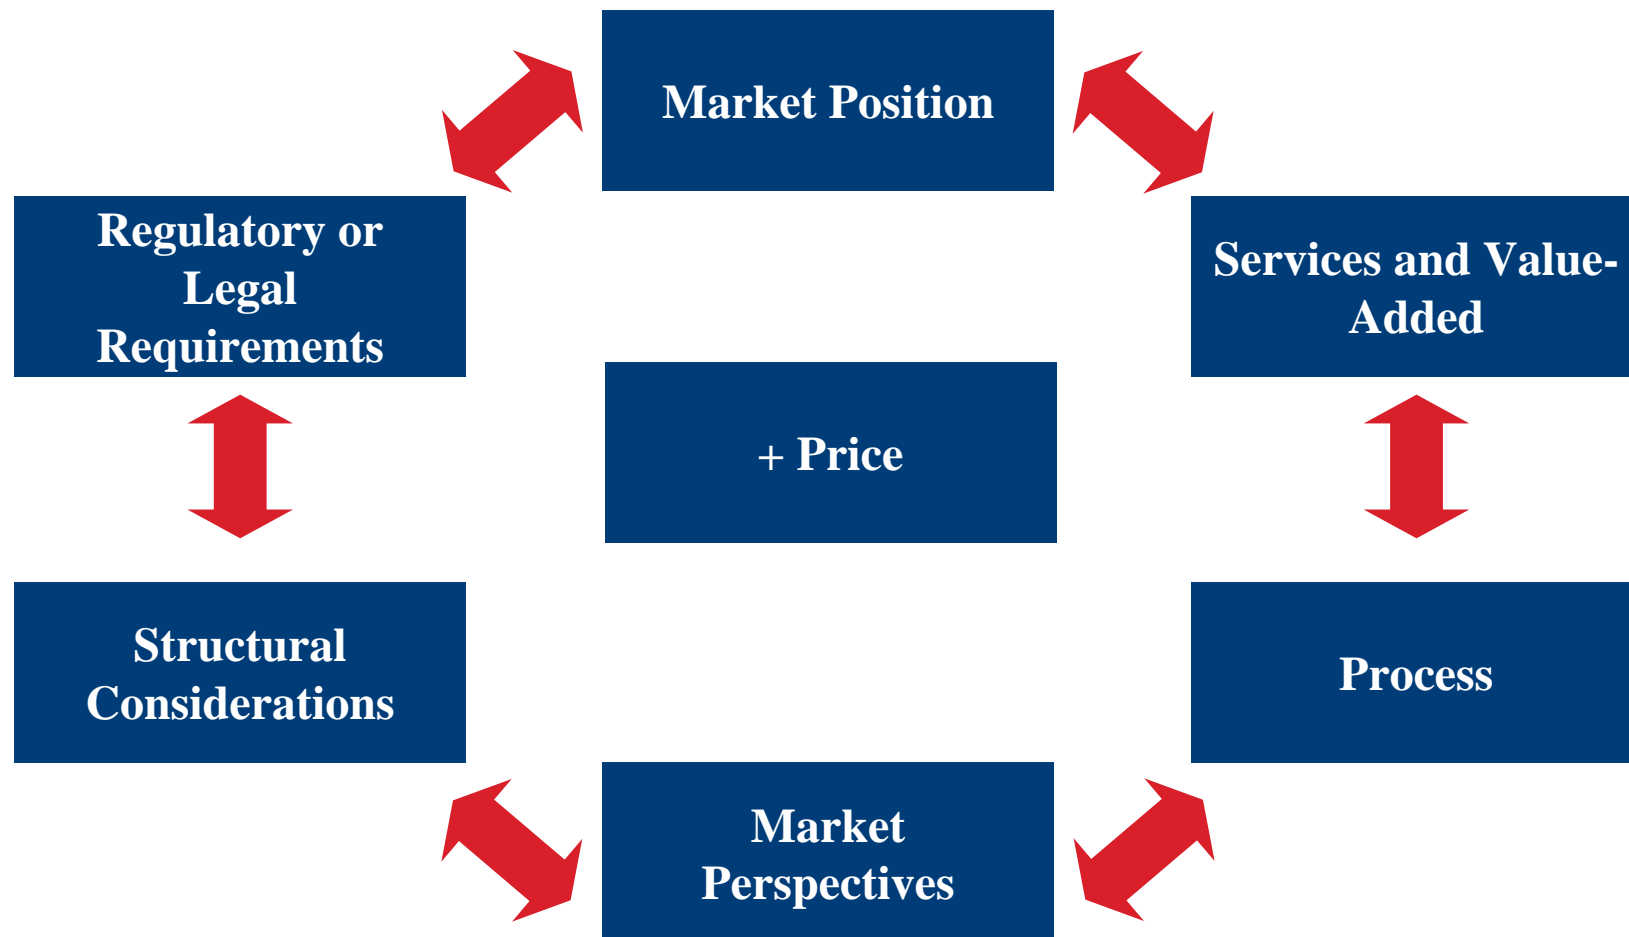 Market Position
Regulatory or
Legal
Requirements
Services and Value-
Added
+ Price
Structural
Considerations
Process
Market
Perspectives